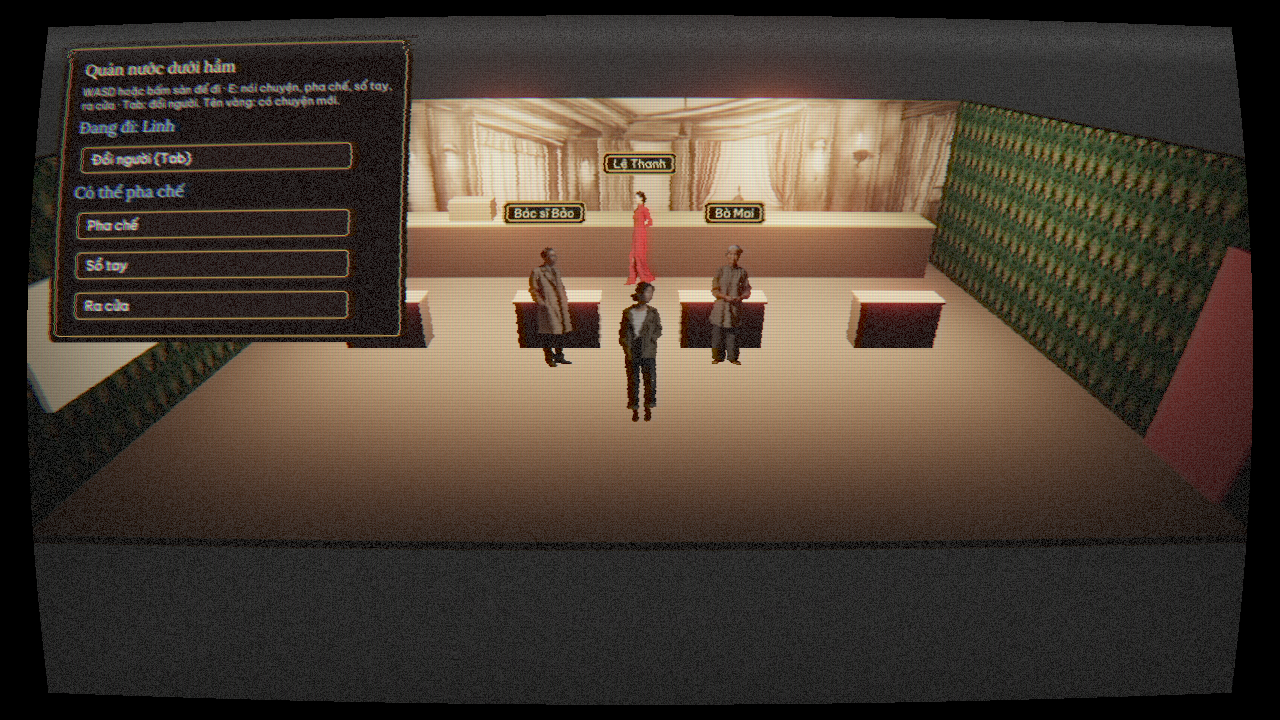 Quán nước dưới hầm
WASD hoặc bấm sàn để đi · E: nói chuyện, pha chế, sổ tay,
ra cửa · Tab: đổi người. Tên vàng: có chuyện mới.
Đang đi: Linh
Đổi người (Tab)
Có thể pha chế
Pha chế
Sổ tay
Ra cửa
Lệ Thanh
Bác sĩ Bảo
Bà Mai